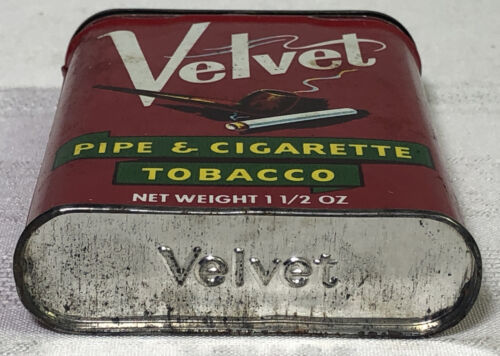 Velvet
PIPE & CIGARETTE
TOBACCO
NET WEIGHT 1 1/2 OZ
Velvet